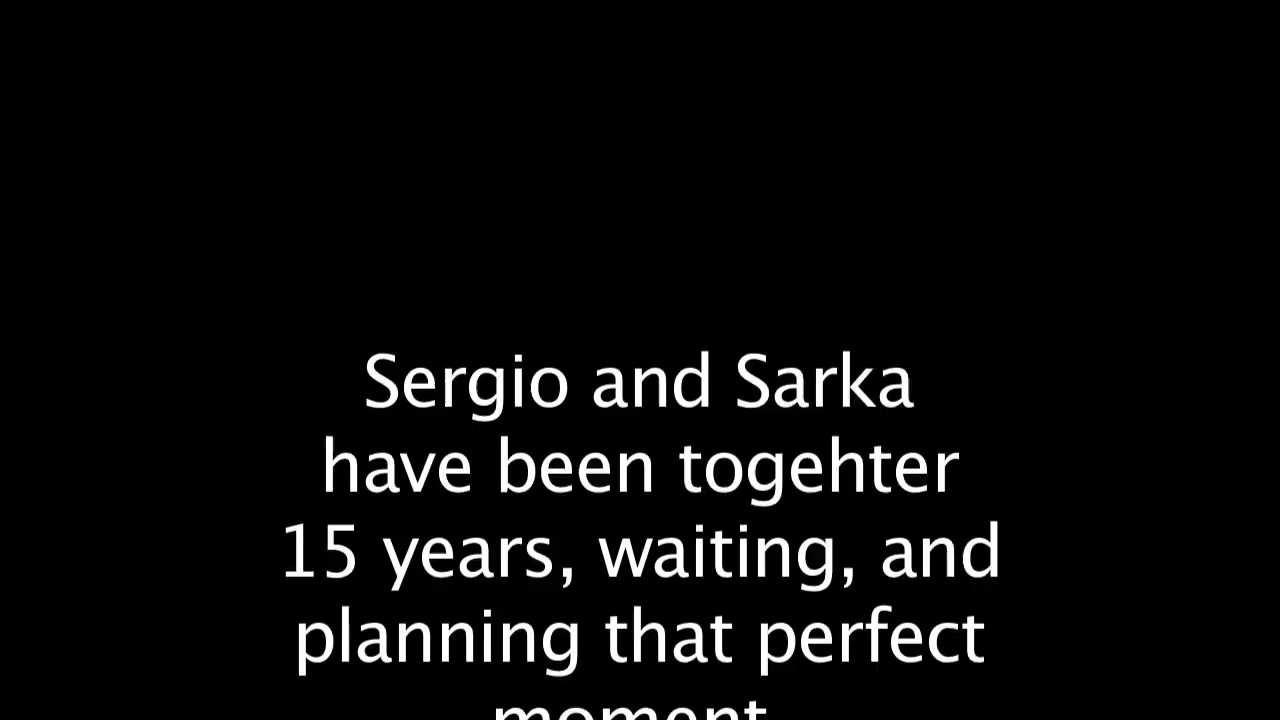 Sergio and Sarka
have been togehter
15 years, waiting, and
planning that perfect
moment